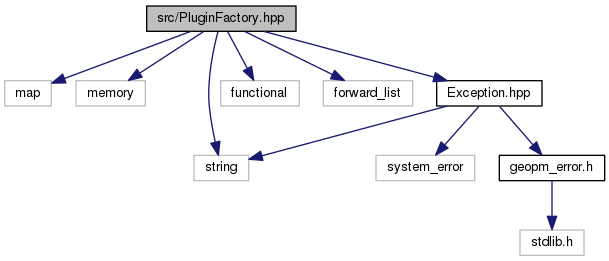 src/PluginFactory.hpp
map
memory
functional
forward_list
Exception.hpp
string
system_error
geopm_error.h
stdlib.h